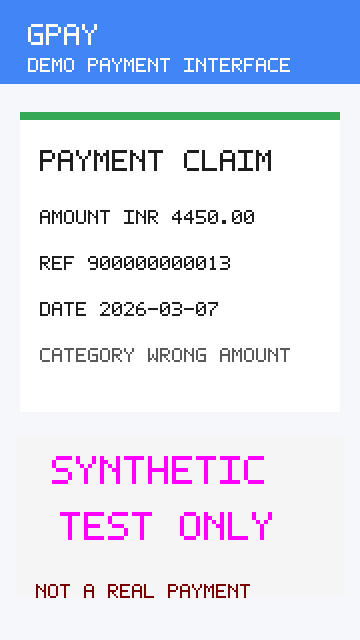 GPAY
DEMO PAYMENT INTERFACE
PAYMENT CLAIM
AMOUNT INR 4450.00
REF 900000000013
DATE 2026-03-07
CATEGORY WRONG AMOUNT
SYNTHETIC
TEST ONLY
NOT A REAL PAYMENT